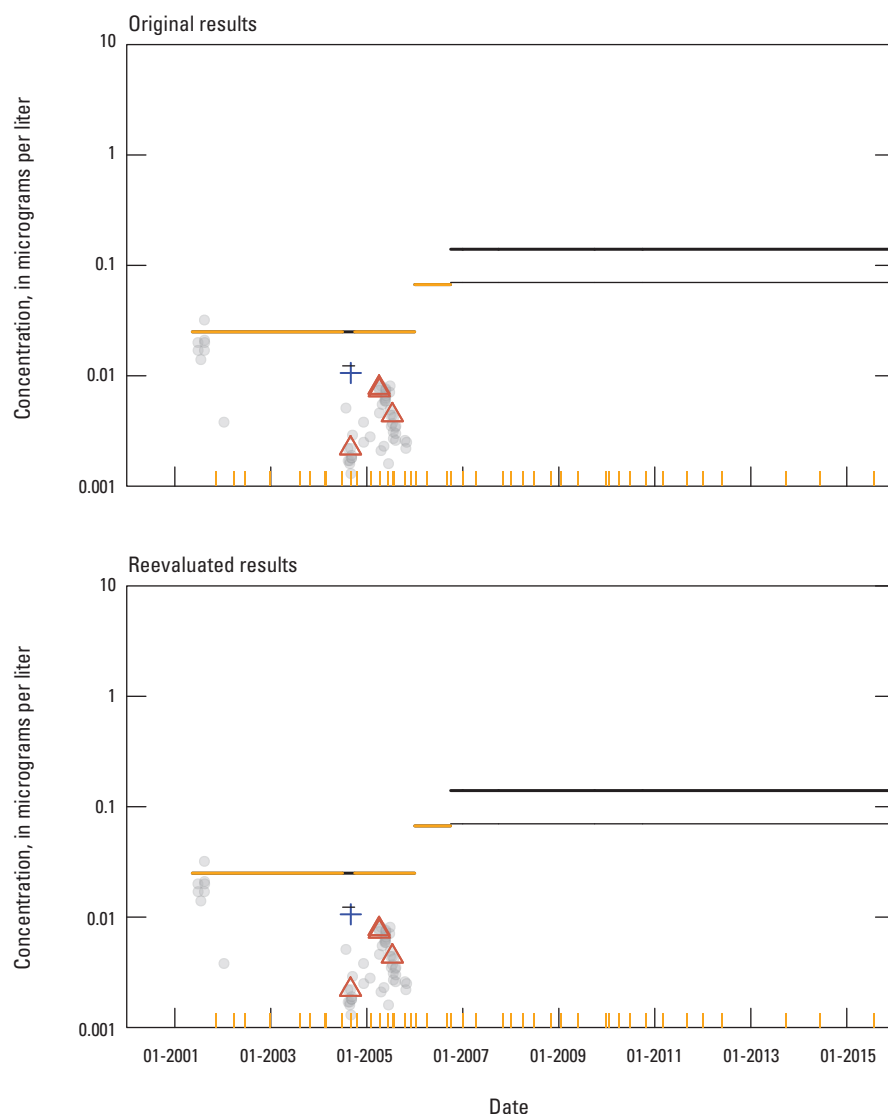 Original results
Concentration, in micrograms per liter
10
1
0.1
0.01
0.001
Reevaluated results
Concentration, in micrograms per liter
10
1
0.1
0.01
0.001
01-2001 01-2003 01-2005 01-2007 01-2009 01-2011 01-2013 01-2015
Date